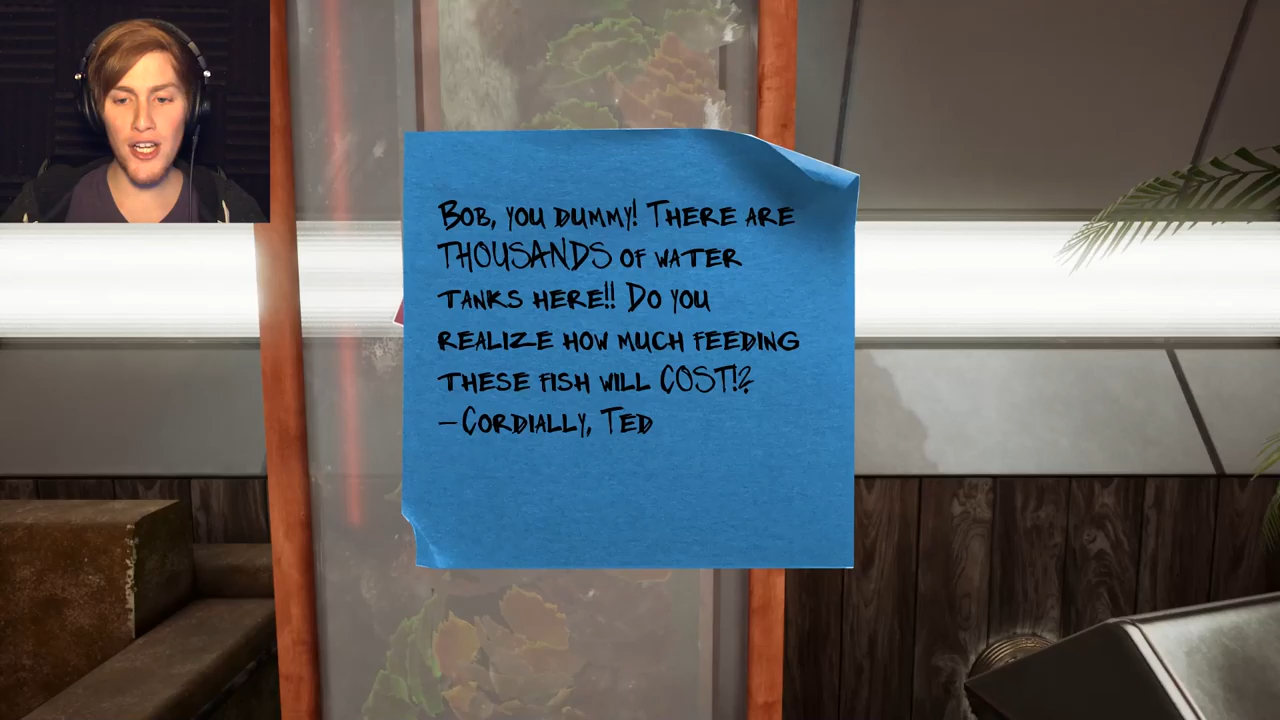 Bob, you dummy! There are
THOUSANDS of water
tanks here!! Do you
realize how much feeding
these fish will COST!?
—Cordially, Ted